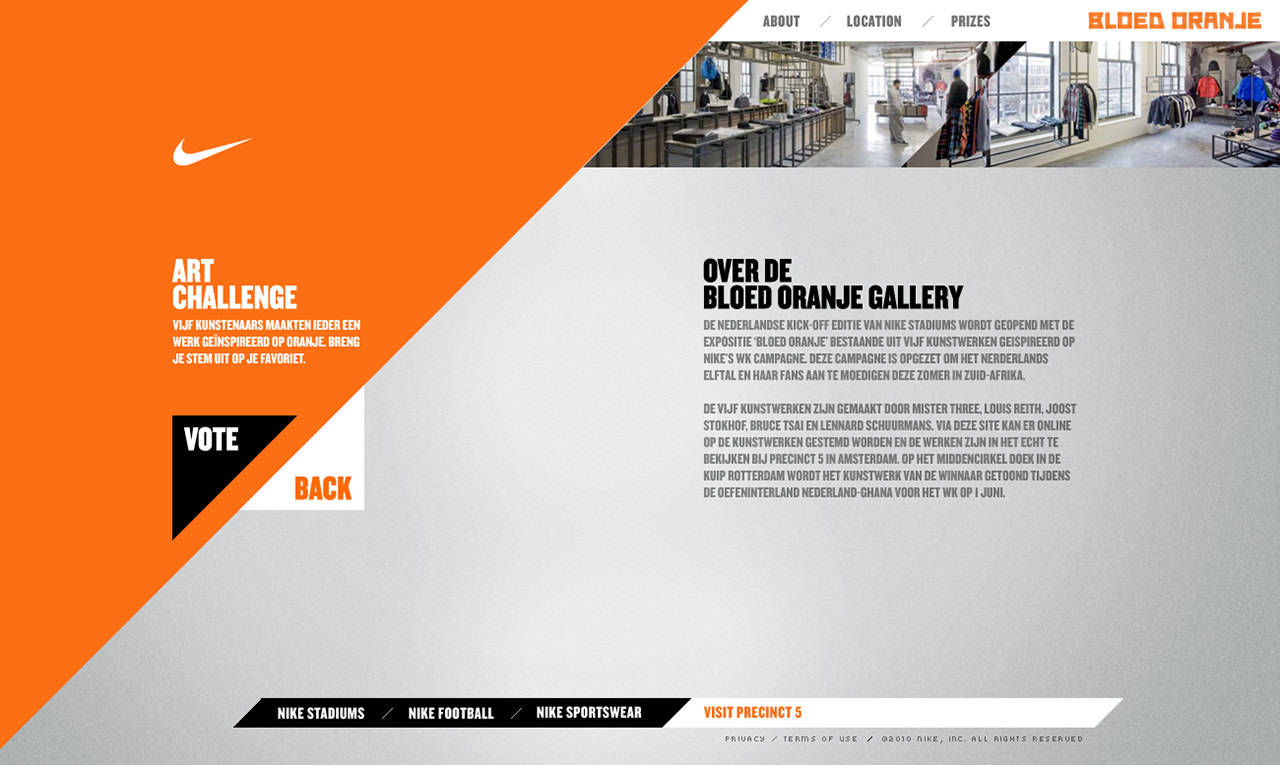 ABOUT / LOCATION / PRIZES
BLOED ORANJE
ART
CHALLENGE
VIJF KUNSTENAARS MAAKTEN IEDER EEN
WERK GEÏNSPIREERD OP ORANJE. BRENG
JE STEM UIT OP JE FAVORIET.
VOTE
BACK
OVER DE
BLOED ORANJE GALLERY
DE NEDERLANDSE KICK-OFF EDITIE VAN NIKE STADIUMS WORDT GEOPEND MET DE
EXPOSITIE 'BLOED ORANJE' BESTAANDE UIT VIJF KUNSTWERKEN GEISPIREERD OP
NIKE'S WK CAMPAGNE. DEZE CAMPAGNE IS OPGEZET OM HET NERDERLANDS
ELFTAL EN HAAR FANS AAN TE MOEDIGEN DEZE ZOMER IN ZUID-AFRIKA.
DE VIJF KUNSTWERKEN ZIJN GEMAAKT DOOR MISTER THREE, LOUIS REITH, JOOST
STOKHOF, BRUCE TSAI EN LENNARD SCHUURMANS. VIA DEZE SITE KAN ER ONLINE
OP DE KUNSTWERKEN GESTEMD WORDEN EN DE WERKEN ZIJN IN HET ECHT TE
BEKIJKEN BIJ PRECINCT 5 IN AMSTERDAM. OP HET MIDDENCIRKEL DOEK IN DE
KUIP ROTTERDAM WORDT HET KUNSTWERK VAN DE WINNAAR GETOOND TIJDENS
DE OEFENINTERLAND NEDERLAND-GHANA VOOR HET WK OP 1 JUNI.
NIKE STADIUMS / NIKE FOOTBALL / NIKE SPORTSWEAR
VISIT PRECINCT 5
PRIVACY / TERMS OF USE / ©2010 NIKE, INC. ALL RIGHTS RESERVED